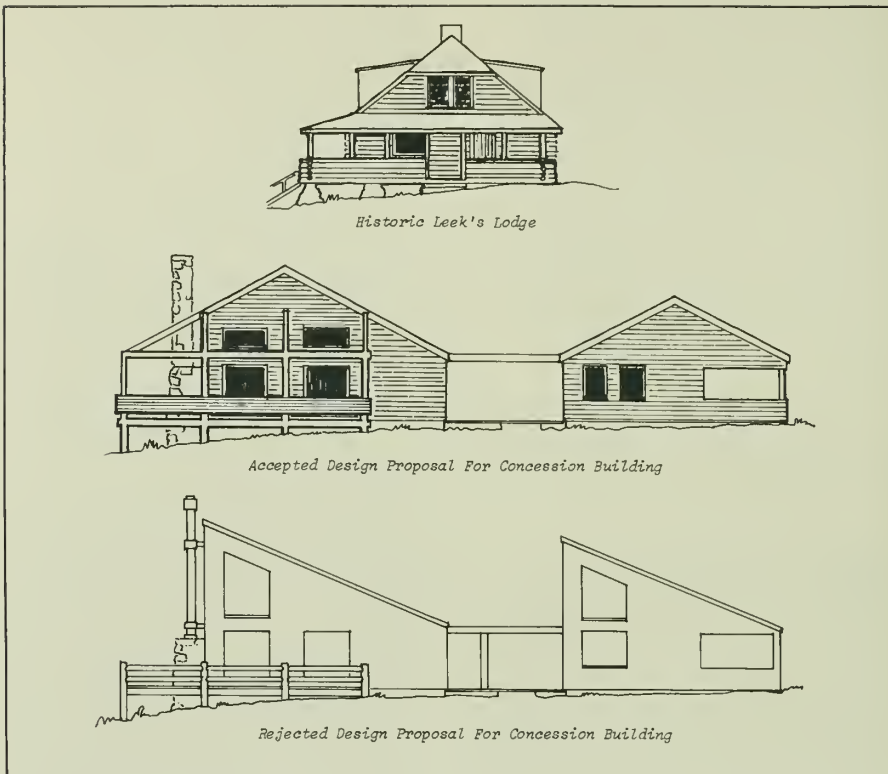 Historic Leek's Lodge
Accepted Design Proposal For Concession Building
Rejected Design Proposal For Concession Building